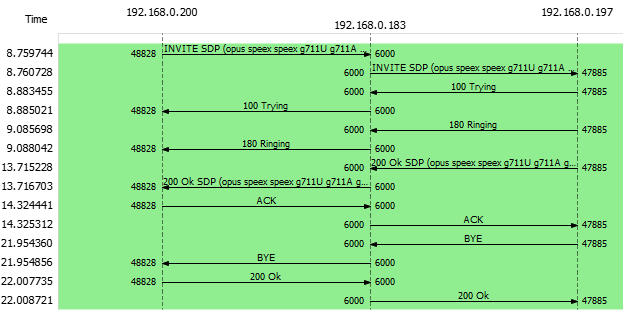 Time 192.168.0.200 192.168.0.183 192.168.0.197
8.759744 48828 INVITE SDP (opus speex speex g711U g711A ... 6000
8.760728 6000 INVITE SDP (opus speex speex g711U g711A ... 47885
8.883455 6000 100 Trying 47885
8.885021 48828 100 Trying 6000
9.085698 6000 180 Ringing 47885
9.088042 48828 180 Ringing 6000
13.715228 6000 200 Ok SDP (opus speex speex g711U g711A g... 47885
13.716703 48828 200 Ok SDP (opus speex speex g711U g711A g... 6000
14.324441 48828 ACK 6000
14.325312 6000 ACK 47885
21.954360 6000 BYE 47885
21.954856 48828 BYE 6000
22.007735 48828 200 Ok 6000
22.008721 6000 200 Ok 47885